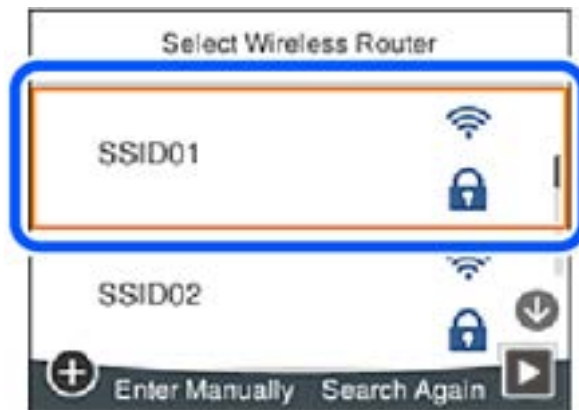 Select Wireless Router
SSID01
SSID02
Enter Manually Search Again